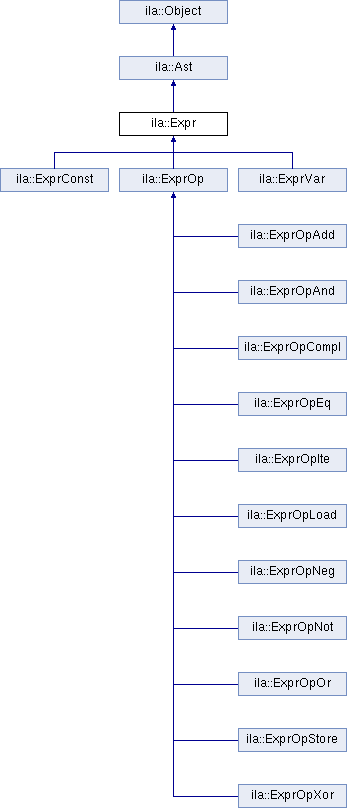 ila::Object
ila::Ast
ila::Expr
ila::ExprConst
ila::ExprOp
ila::ExprVar
ila::ExprOpAdd
ila::ExprOpAnd
ila::ExprOpCompl
ila::ExprOpEq
ila::ExprOpIte
ila::ExprOpLoad
ila::ExprOpNeg
ila::ExprOpNot
ila::ExprOpOr
ila::ExprOpStore
ila::ExprOpXor